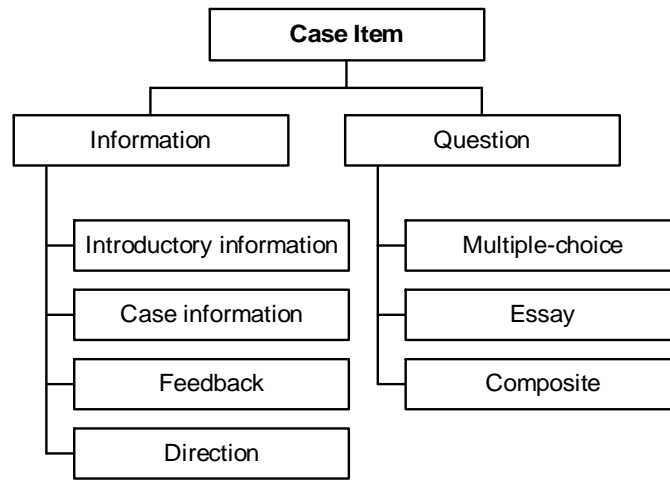 Case Item
Information
Question
Introductory information
Multiple-choice
Case information
Essay
Feedback
Composite
Direction